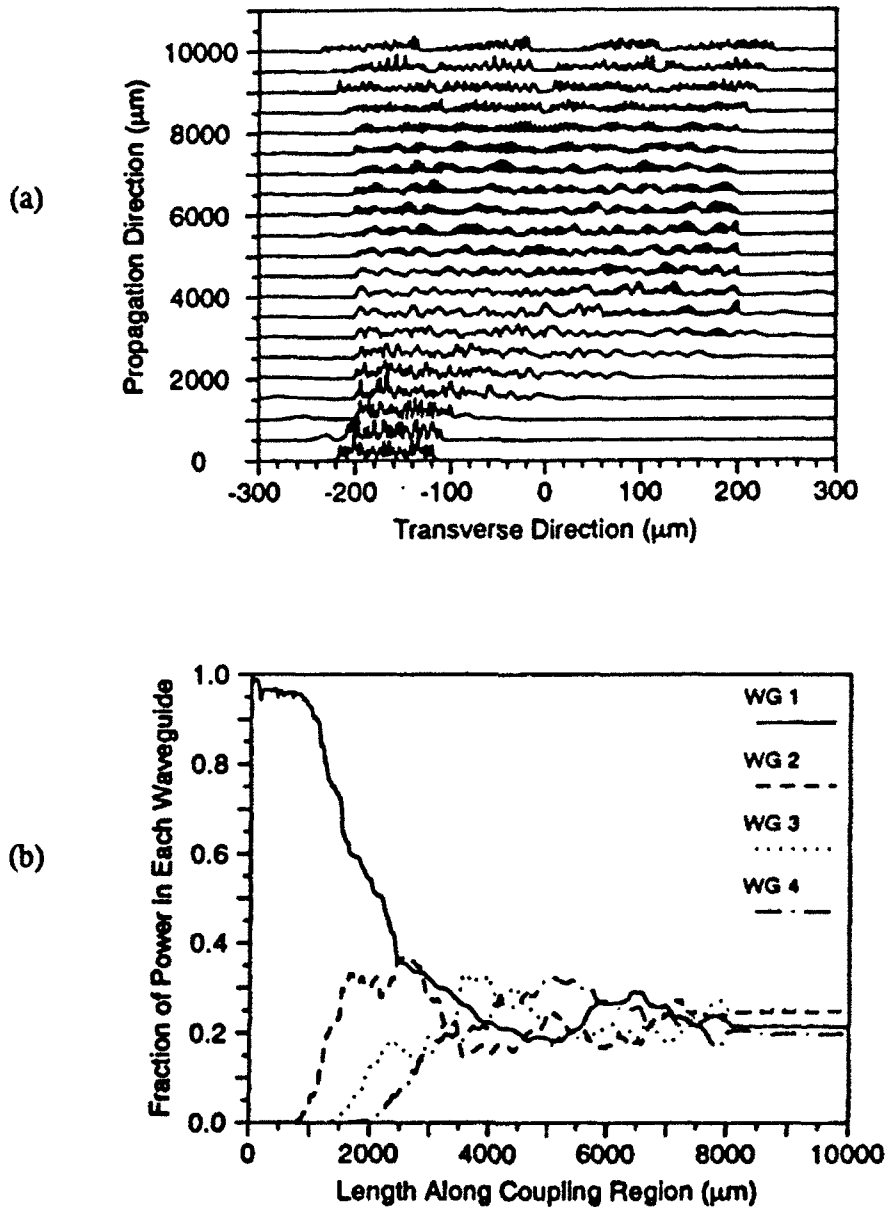 (a)
Propagation Direction (μm)
10000
8000
6000
4000
2000
0
-300 -200 -100 0 100 200 300
Transverse Direction (μm)
(b)
Fraction of Power in Each Waveguide
1.0
0.8
0.6
0.4
0.2
0.0
WG 1
WG 2
WG 3
WG 4
0 2000 4000 6000 8000 10000
Length Along Coupling Region (μm)